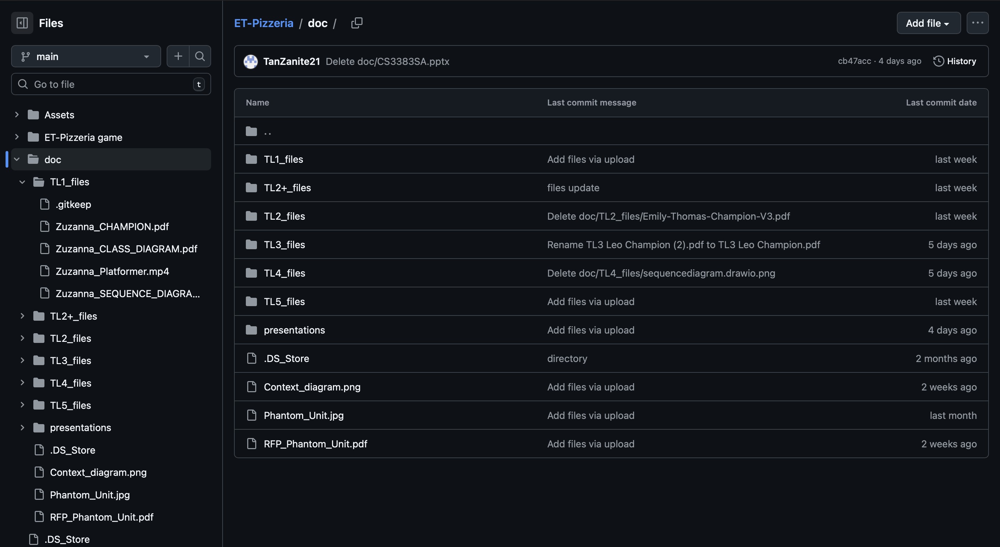 Files
main
Go to file
t
Assets
ET-Pizzeria game
doc
TL1_files
.gitkeep
Zuzanna_CHAMPION.pdf
Zuzanna_CLASS_DIAGRAM.pdf
Zuzanna_Platformer.mp4
Zuzanna_SEQUENCE_DIAGRA...
TL2+_files
TL2_files
TL3_files
TL4_files
TL5_files
presentations
.DS_Store
Context_diagram.png
Phantom_Unit.jpg
RFP_Phantom_Unit.pdf
.DS_Store
ET-Pizzeria / doc /
Add file
TanZanite21 Delete doc/CS3383SA.pptx cb47acc · 4 days ago History
Name Last commit message Last commit date
..
TL1_files Add files via upload last week
TL2+_files files update last week
TL2_files Delete doc/TL2_files/Emily-Thomas-Champion-V3.pdf last week
TL3_files Rename TL3 Leo Champion (2).pdf to TL3 Leo Champion.pdf 5 days ago
TL4_files Delete doc/TL4_files/sequencediagram.drawio.png 5 days ago
TL5_files Add files via upload last week
presentations Add files via upload 4 days ago
.DS_Store directory 2 months ago
Context_diagram.png Add files via upload 2 weeks ago
Phantom_Unit.jpg Add files via upload last month
RFP_Phantom_Unit.pdf Add files via upload 2 weeks ago